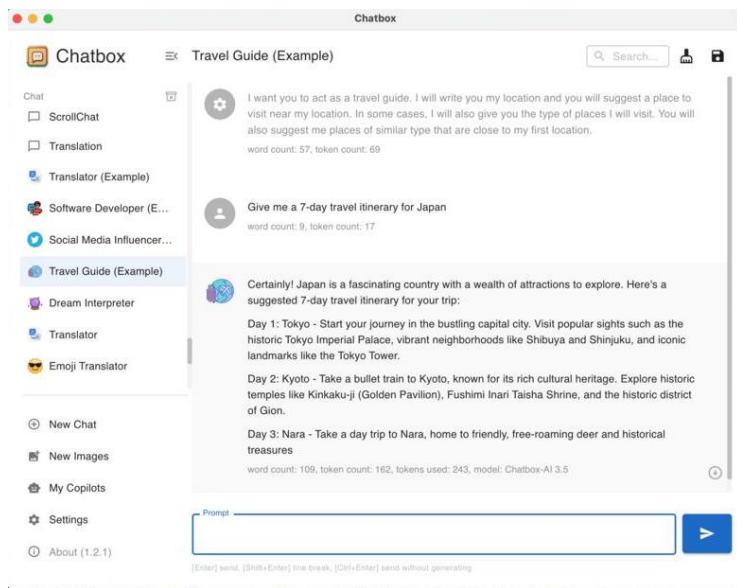 Chatbox
Chatbox
Travel Guide (Example)
Search...
Chat
ScrollChat
Translation
Translator (Example)
Software Developer (E...
Social Media Influencer...
Travel Guide (Example)
Dream Interpreter
Translator
Emoji Translator
New Chat
New Images
My Copilots
Settings
About (1.2.1)
I want you to act as a travel guide. I will write you my location and you will suggest a place to
visit near my location. In some cases, I will also give you the type of places I will visit. You will
also suggest me places of similar type that are close to my first location.
word count: 57, token count: 69
Give me a 7-day travel itinerary for Japan
word count: 9, token count: 17
Certainly! Japan is a fascinating country with a wealth of attractions to explore. Here's a
suggested 7-day travel itinerary for your trip:
Day 1: Tokyo - Start your journey in the bustling capital city. Visit popular sights such as the
historic Tokyo Imperial Palace, vibrant neighborhoods like Shibuya and Shinjuku, and iconic
landmarks like the Tokyo Tower.
Day 2: Kyoto - Take a bullet train to Kyoto, known for its rich cultural heritage. Explore historic
temples like Kinkaku-ji (Golden Pavilion), Fushimi Inari Taisha Shrine, and the historic district
of Gion.
Day 3: Nara - Take a day trip to Nara, home to friendly, free-roaming deer and historical
treasures
word count: 109, token count: 162, tokens used: 243, model: Chatbox-AI 3.5
Prompt
[Enter] send, [Shift+Enter] line break, [Ctrl+Enter] send without generating